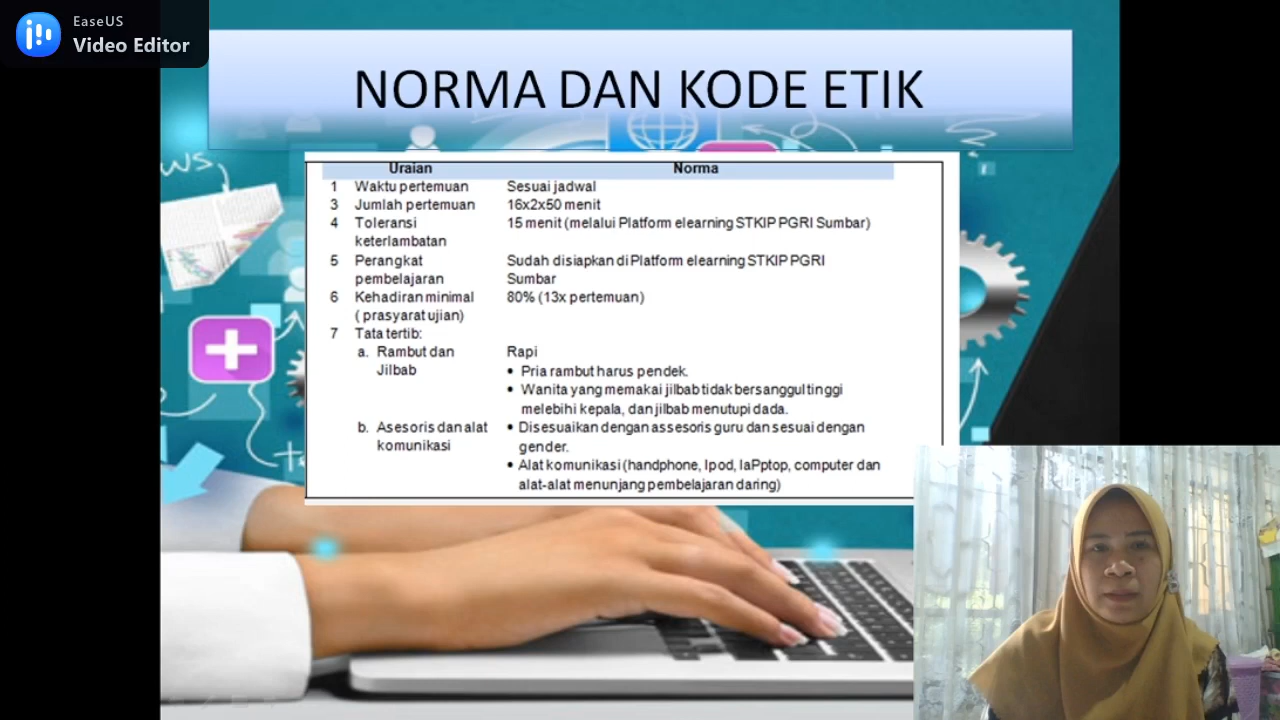 EaseUS
Video Editor
NORMA DAN KODE ETIK
Uraian Norma
1 Waktu pertemuan Sesuai jadwal
3 Jumlah pertemuan 16x2x50 menit
4 Toleransi 15 menit (melalui Platform elearning STKIP PGRI Sumbar)
keterlambatan
5 Perangkat Sudah disiapkan di Platform elearning STKIP PGRI
pembelajaran Sumbar
6 Kehadiran minimal 80% (13x pertemuan)
( prasyarat ujian)
7 Tata tertib:
a. Rambut dan Rapi
Jilbab • Pria rambut harus pendek.
• Wanita yang memakai jilbab tidak bersanggul tinggi
melebihi kepala, dan jilbab menutupi dada.
b. Asesoris dan alat • Disesuaikan dengan assesoris guru dan sesuai dengan
komunikasi gender.
• Alat komunikasi (handphone, Ipod, laPptop, computer dan
alat-alat menunjang pembelajaran daring)